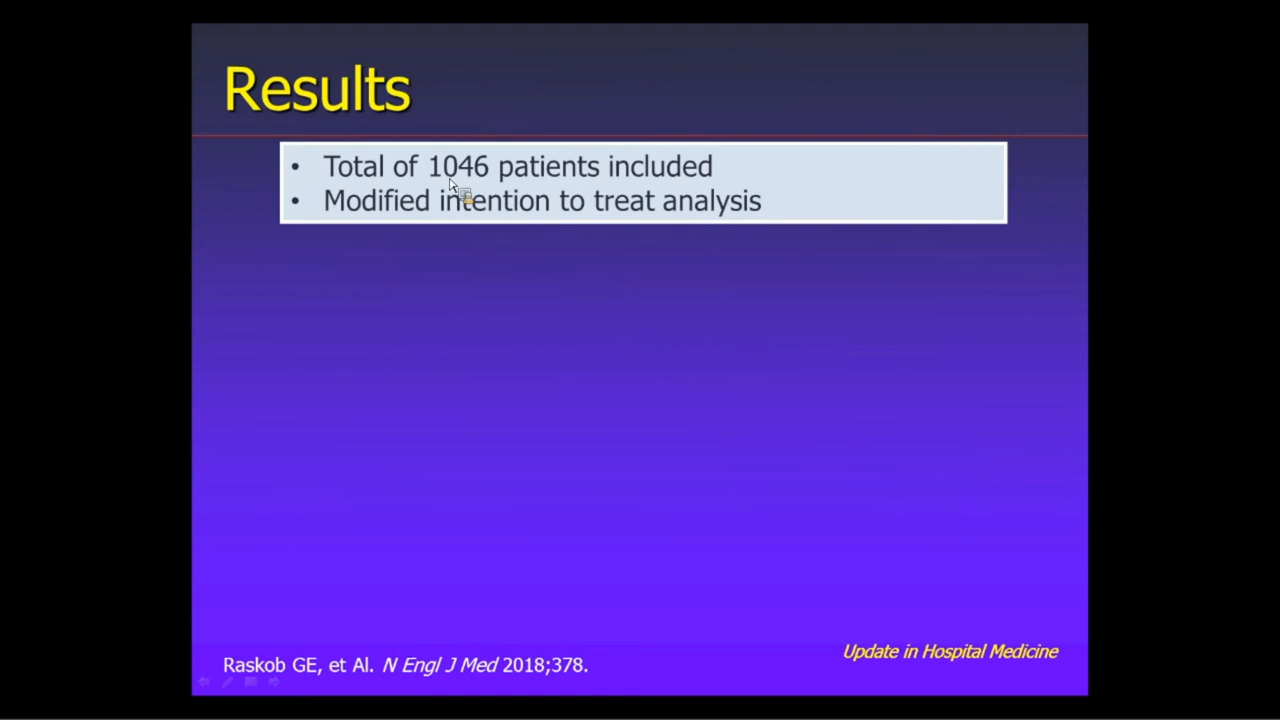 Results
• Total of 1046 patients included
• Modified intention to treat analysis
Update in Hospital Medicine
Raskob GE, et Al. N Engl J Med 2018;378.